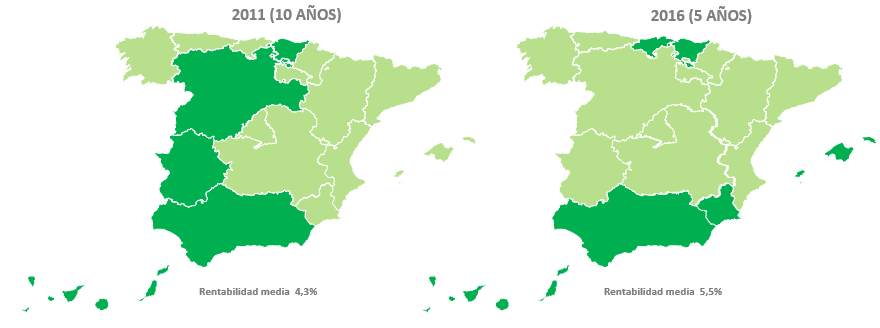 2011 (10 AÑOS)
2016 (5 AÑOS)
Rentabilidad media 4,3%
Rentabilidad media 5,5%